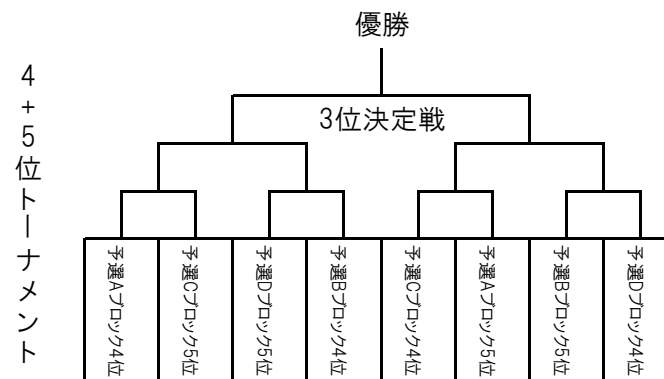 優勝
4+5位トーナメント
3位決定戦
予選Aブロック4位
予選Cブロック5位
予選Dブロック5位
予選Bブロック4位
予選Cブロック4位
予選Aブロック5位
予選Bブロック5位
予選Dブロック4位